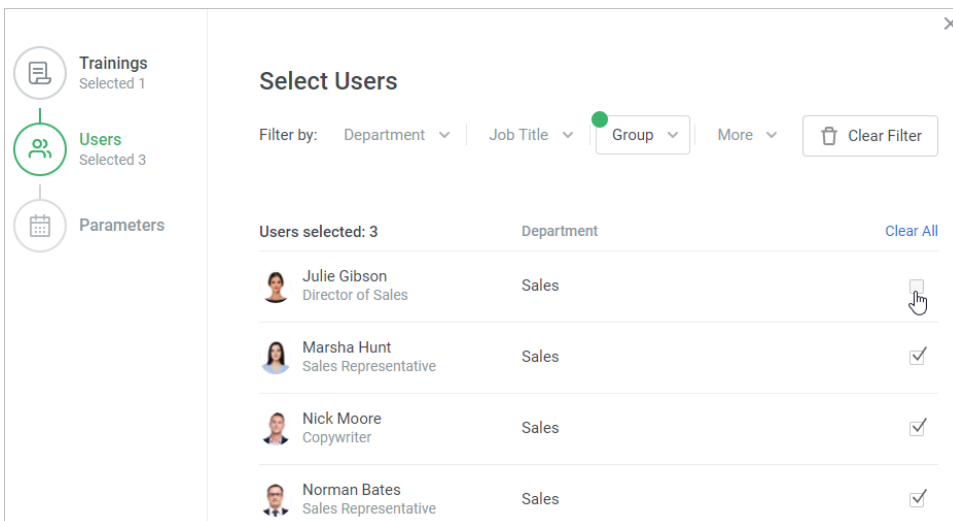 Trainings
Selected 1
Users
Selected 3
Parameters
Select Users
Filter by: Department Job Title Group More Clear Filter
Users selected: 3 Department Clear All
Julie Gibson
Director of Sales
Sales
Marsha Hunt
Sales Representative
Sales
Nick Moore
Copywriter
Sales
Norman Bates
Sales Representative
Sales